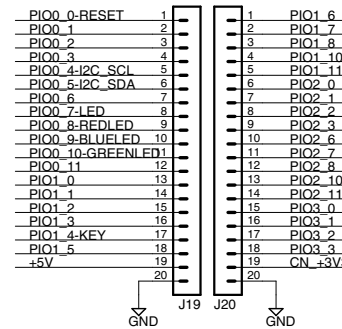 PIO0_0-RESET 1 1 PIO1_6
PIO0_1 2 2 PIO1_7
PIO0_2 3 3 PIO1_8
PIO0_3 4 4 PIO1_10
PIO0_4-I2C_SCL 5 5 PIO1_11
PIO0_5-I2C_SDA 6 6 PIO2_0
PIO0_6 7 7 PIO2_1
PIO0_7-LED 8 8 PIO2_2
PIO0_8-REDLED 9 9 PIO2_3
PIO0_9-BLUELED 10 10 PIO2_6
PIO0_10-GREENLED 11 11 PIO2_7
PIO0_11 12 12 PIO2_8
PIO1_0 13 13 PIO2_10
PIO1_1 14 14 PIO2_11
PIO1_2 15 15 PIO3_0
PIO1_3 16 16 PIO3_1
PIO1_4-KEY 17 17 PIO3_2
PIO1_5 18 18 PIO3_3
+5V 19 19 CN_+3V
20 20
J19 J20
GND GND